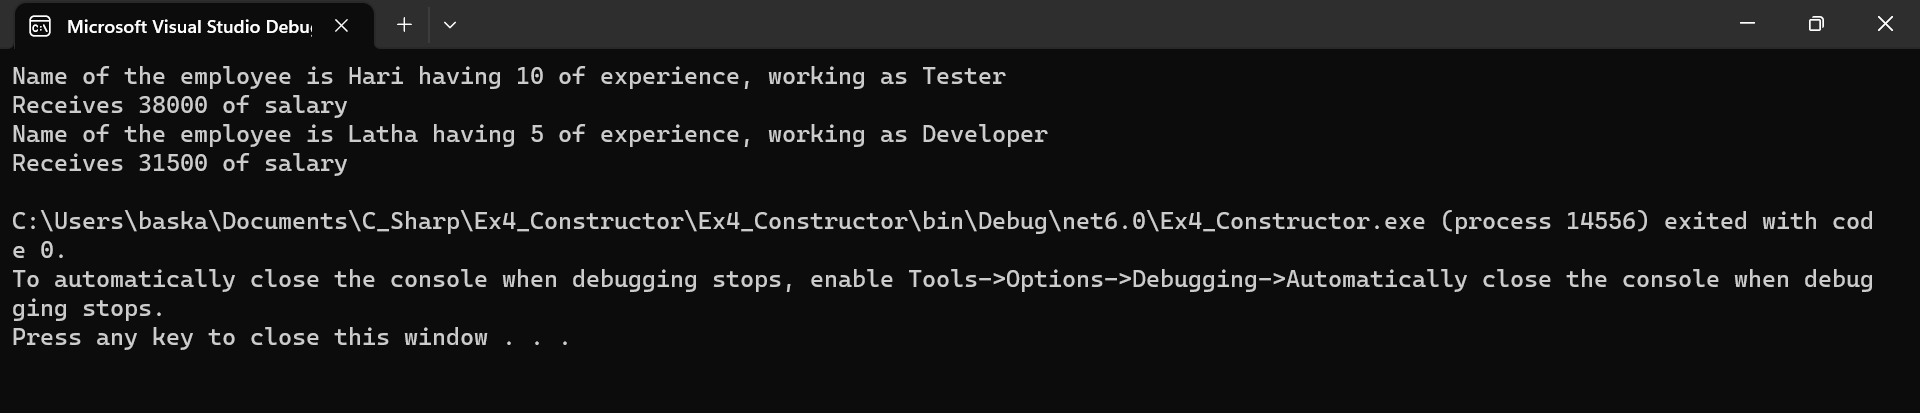 Microsoft Visual Studio Debu
Name of the employee is Hari having 10 of experience, working as Tester
Receives 38000 of salary
Name of the employee is Latha having 5 of experience, working as Developer
Receives 31500 of salary
C:\Users\baska\Documents\C_Sharp\Ex4_Constructor\Ex4_Constructor\bin\Debug\net6.0\Ex4_Constructor.exe (process 14556) exited with cod
e 0.
To automatically close the console when debugging stops, enable Tools->Options->Debugging->Automatically close the console when debug
ging stops.
Press any key to close this window . . .